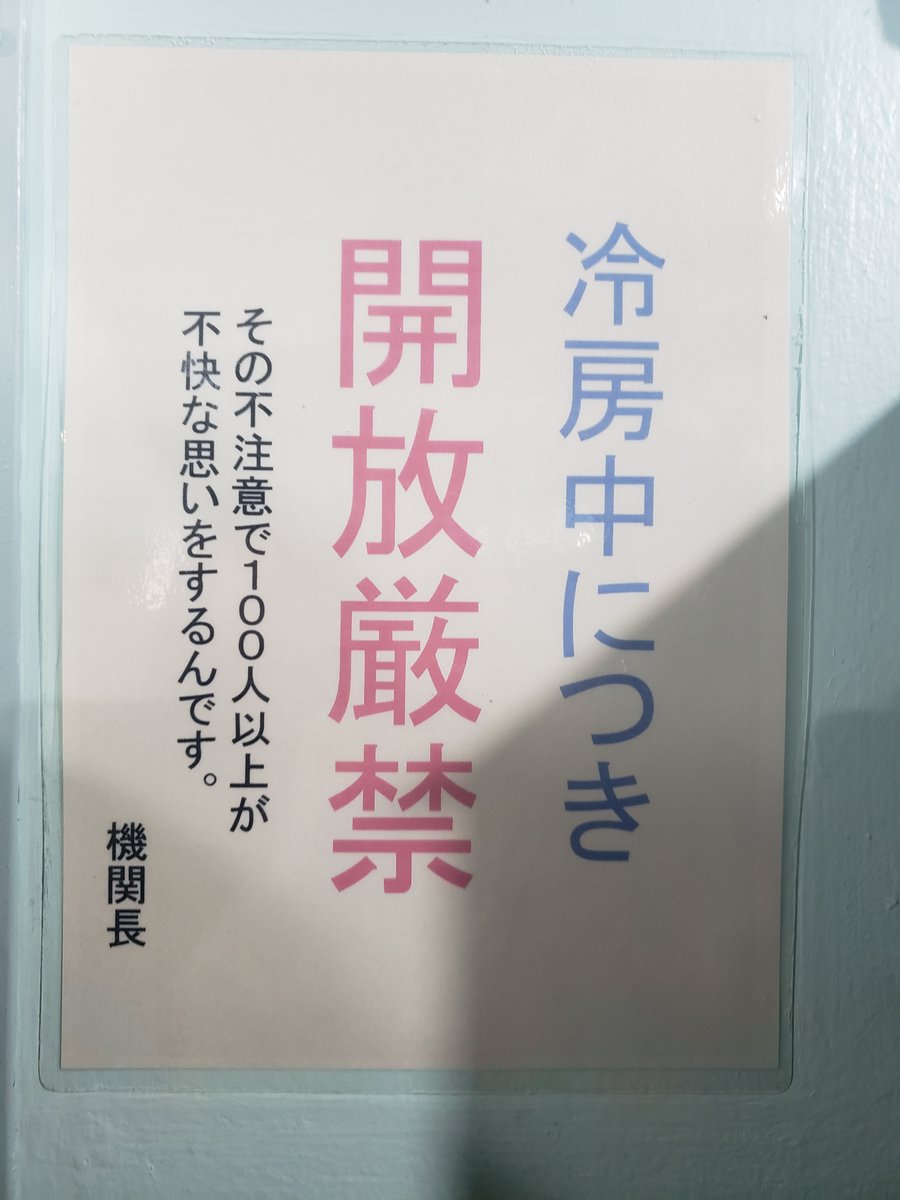 冷房中につき
開放厳禁
その不注意で１００人以上が
不快な思いをするんです。
機関長